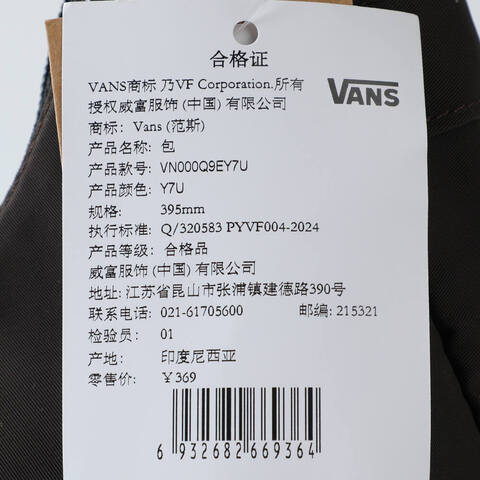 合格证
VANS商标 乃VF Corporation.所有
授权威富服饰 (中国) 有限公司
VANS
商标：Vans (范斯)
产品名称: 包
产品款号: VN000Q9EY7U
产品颜色: Y7U
规格: 395mm
执行标准: Q/320583 PYVF004-2024
产品等级: 合格品
威富服饰 (中国) 有限公司
地址: 江苏省昆山市张浦镇建德路390号
联系电话: 021-61705600 邮编: 215321
检验员: 01
产地: 印度尼西亚
零售价: ￥369
6 932682 669364